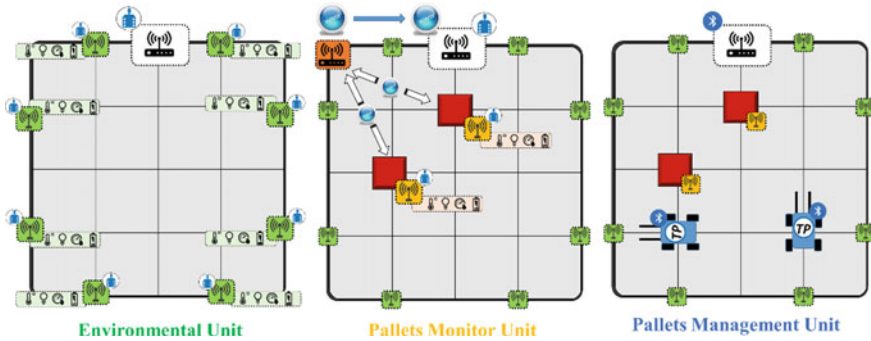 TP
TP
Environmental Unit
Pallets Monitor Unit
Pallets Management Unit